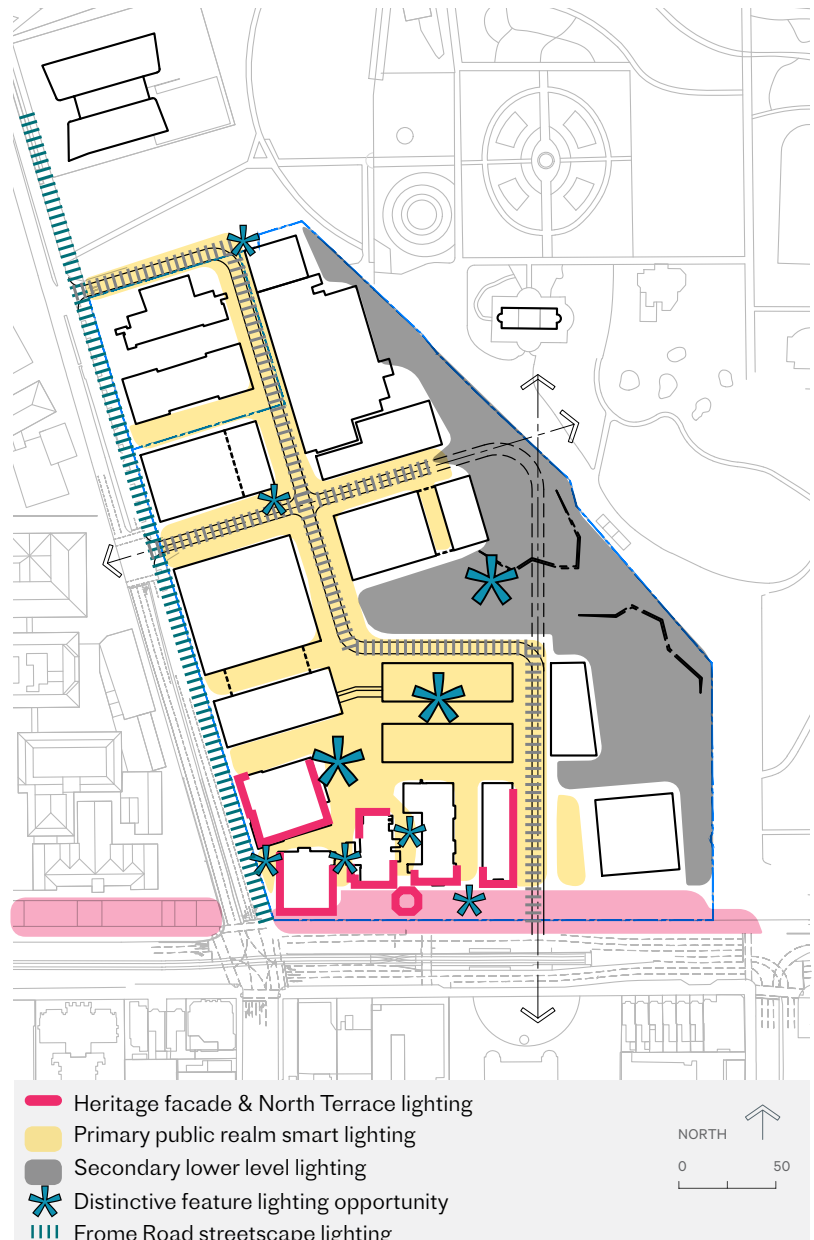 Heritage facade & North Terrace lighting
Primary public realm smart lighting
Secondary lower level lighting
Distinctive feature lighting opportunity
Frome Road streetscape lighting
NORTH
0 50